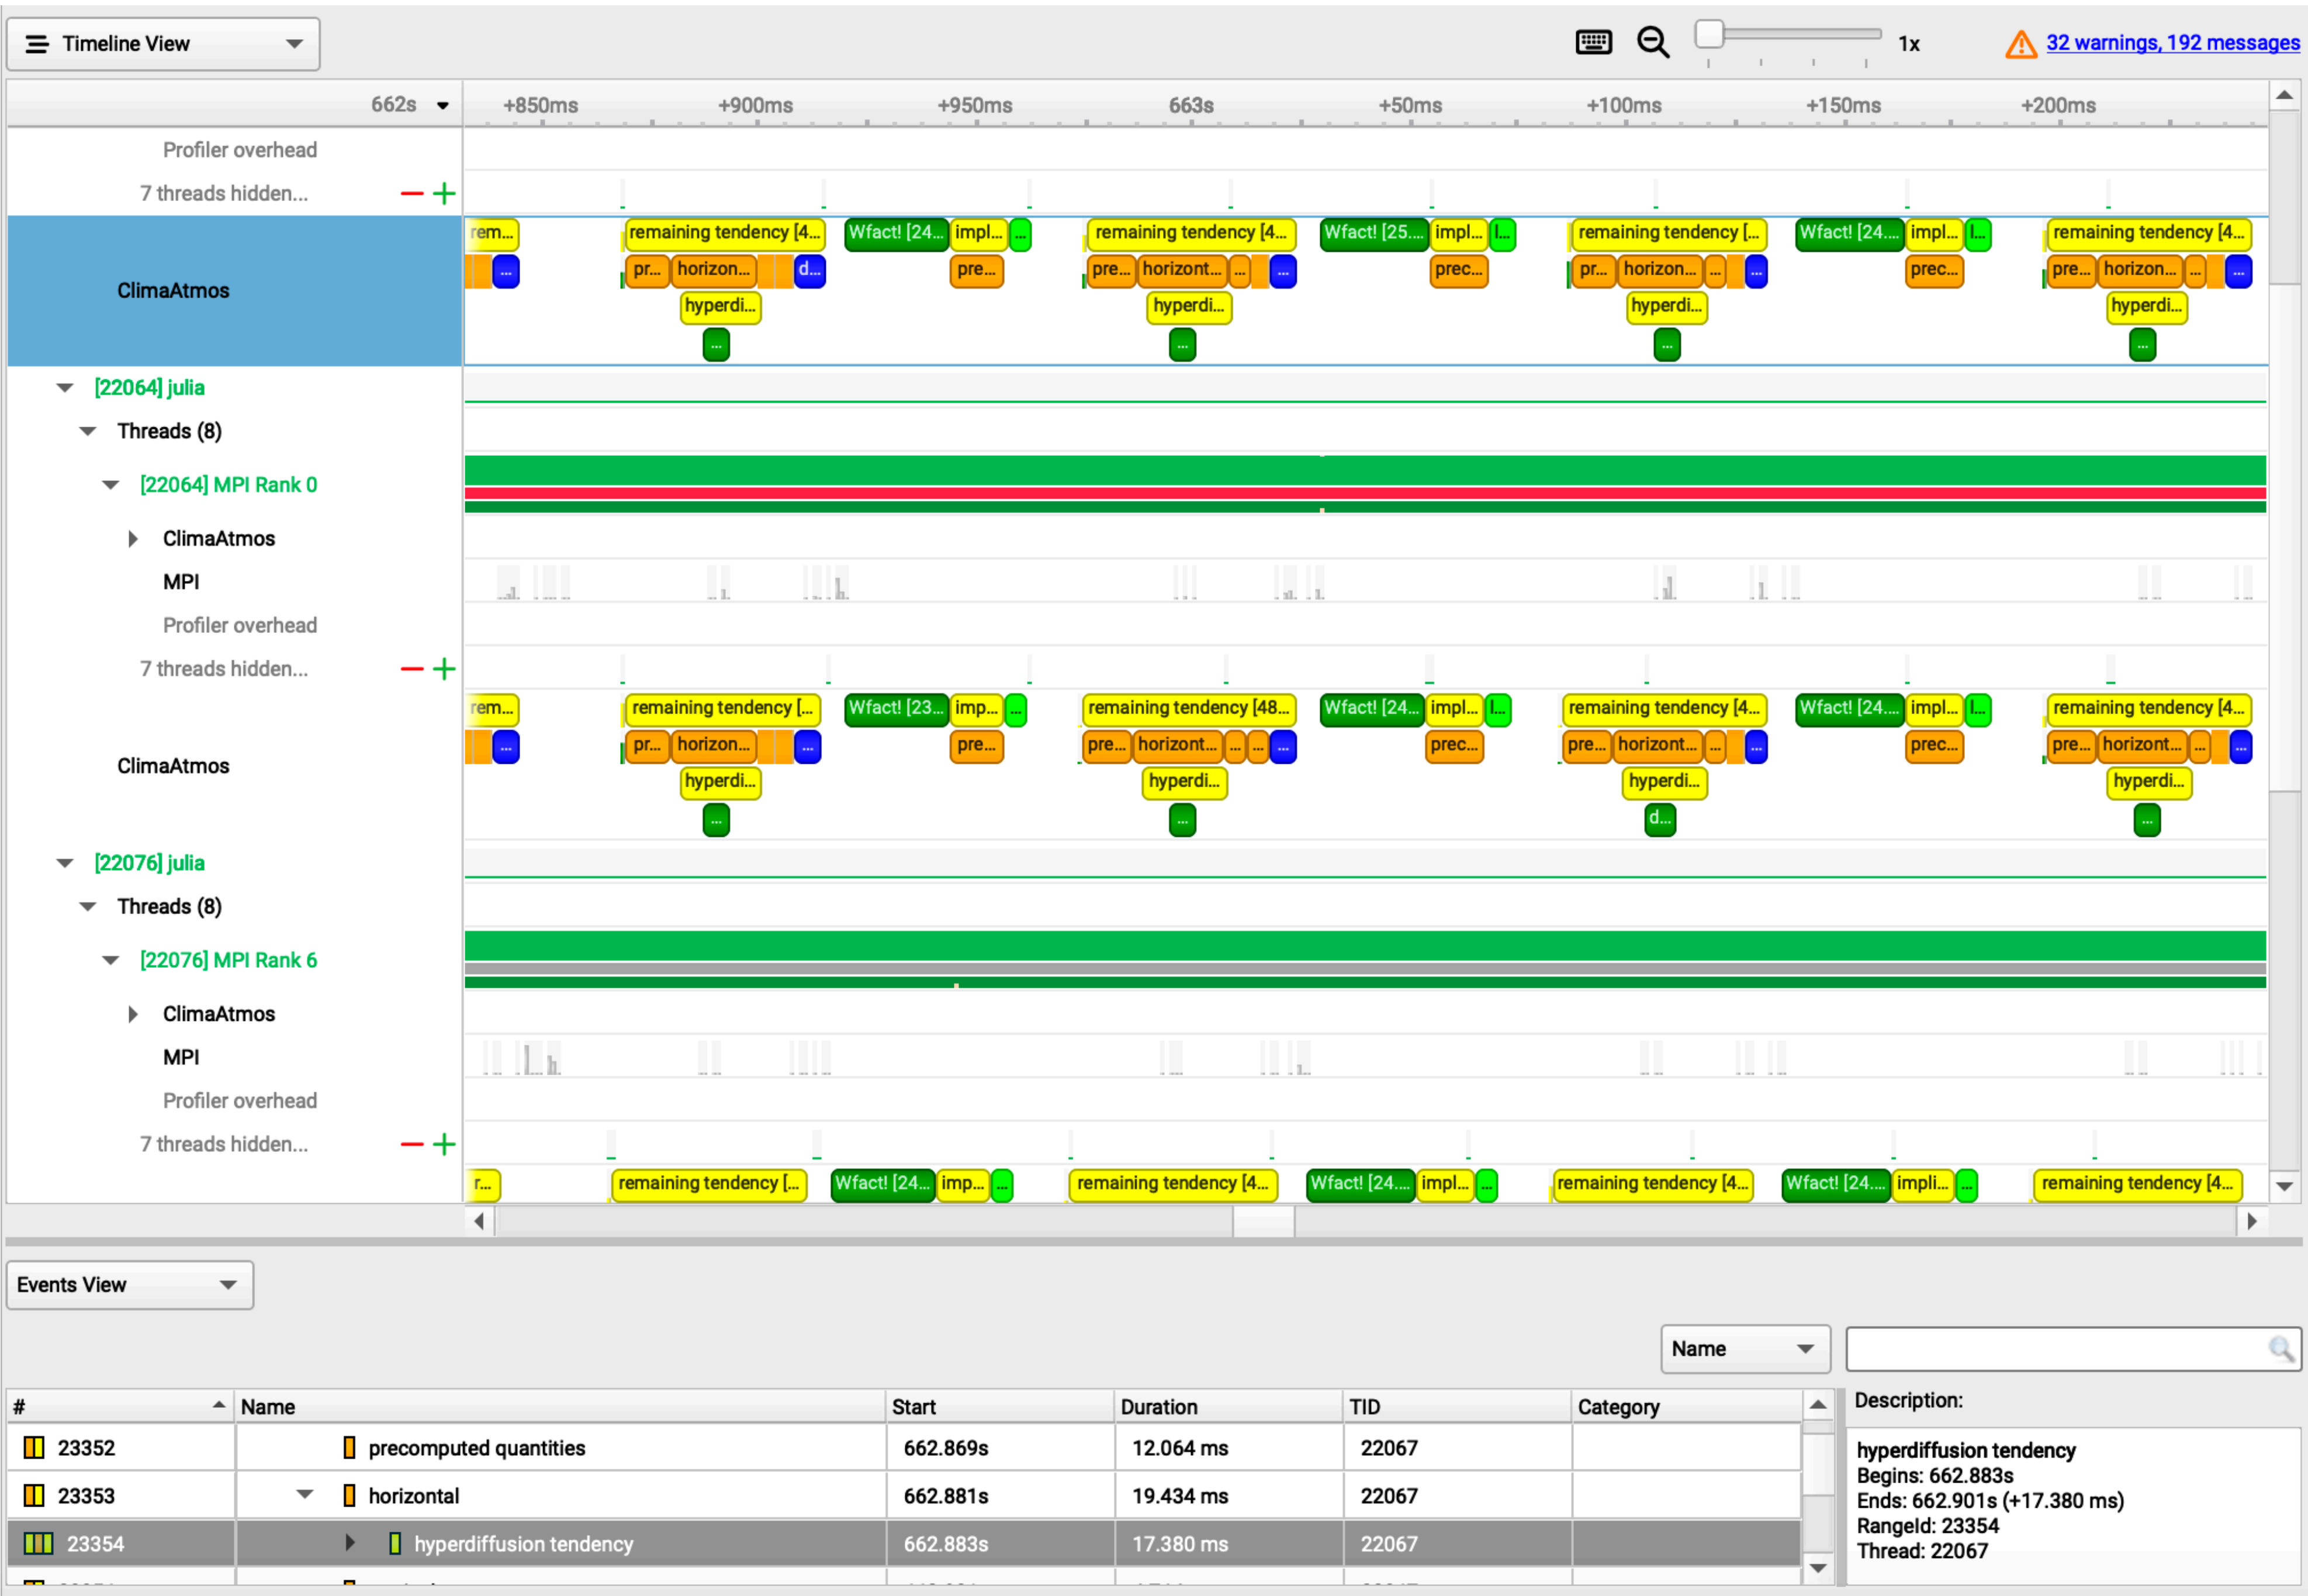 Timeline View
1x
32 warnings, 192 messages
662s
+850ms +900ms +950ms 663s +50ms +100ms +150ms +200ms
Profiler overhead
7 threads hidden...
ClimaAtmos
rem... remaining tendency [4... Wfact! [24... impl... ... remaining tendency [4... Wfact! [25.... impl... l... remaining tendency [... Wfact! [24.... impl... l... remaining tendency [4...
... pr... horizon... d... pre... pre... horizont... ... ... prec... pr... horizon... ... ... prec... pre... horizon... ... ...
hyperdi... hyperdi... hyperdi... hyperdi...
... ... ... ...
[22064] julia
Threads (8)
[22064] MPI Rank 0
ClimaAtmos
MPI
Profiler overhead
7 threads hidden...
rem... remaining tendency [... Wfact! [23... imp... ... remaining tendency [48... Wfact! [24... impl... l... remaining tendency [4... Wfact! [24.... impl... l... remaining tendency [4...
... pr... horizon... ... pre... pre... horizont... ... ... ... prec... pre... horizont... ... ... prec... pre... horizont... ... ...
ClimaAtmos
hyperdi... hyperdi... hyperdi... hyperdi...
... ... d... ...
[22076] julia
Threads (8)
[22076] MPI Rank 6
ClimaAtmos
MPI
Profiler overhead
7 threads hidden...
r... remaining tendency [... Wfact! [24... imp... ... remaining tendency [4... Wfact! [24.... impl... ... remaining tendency [4... Wfact! [24.... impli... ... remaining tendency [4...
Events View
Name
# Name Start Duration TID Category
Description:
23352 precomputed quantities 662.869s 12.064 ms 22067
23353 horizontal 662.881s 19.434 ms 22067
23354 hyperdiffusion tendency 662.883s 17.380 ms 22067
hyperdiffusion tendency
Begins: 662.883s
Ends: 662.901s (+17.380 ms)
RangeId: 23354
Thread: 22067